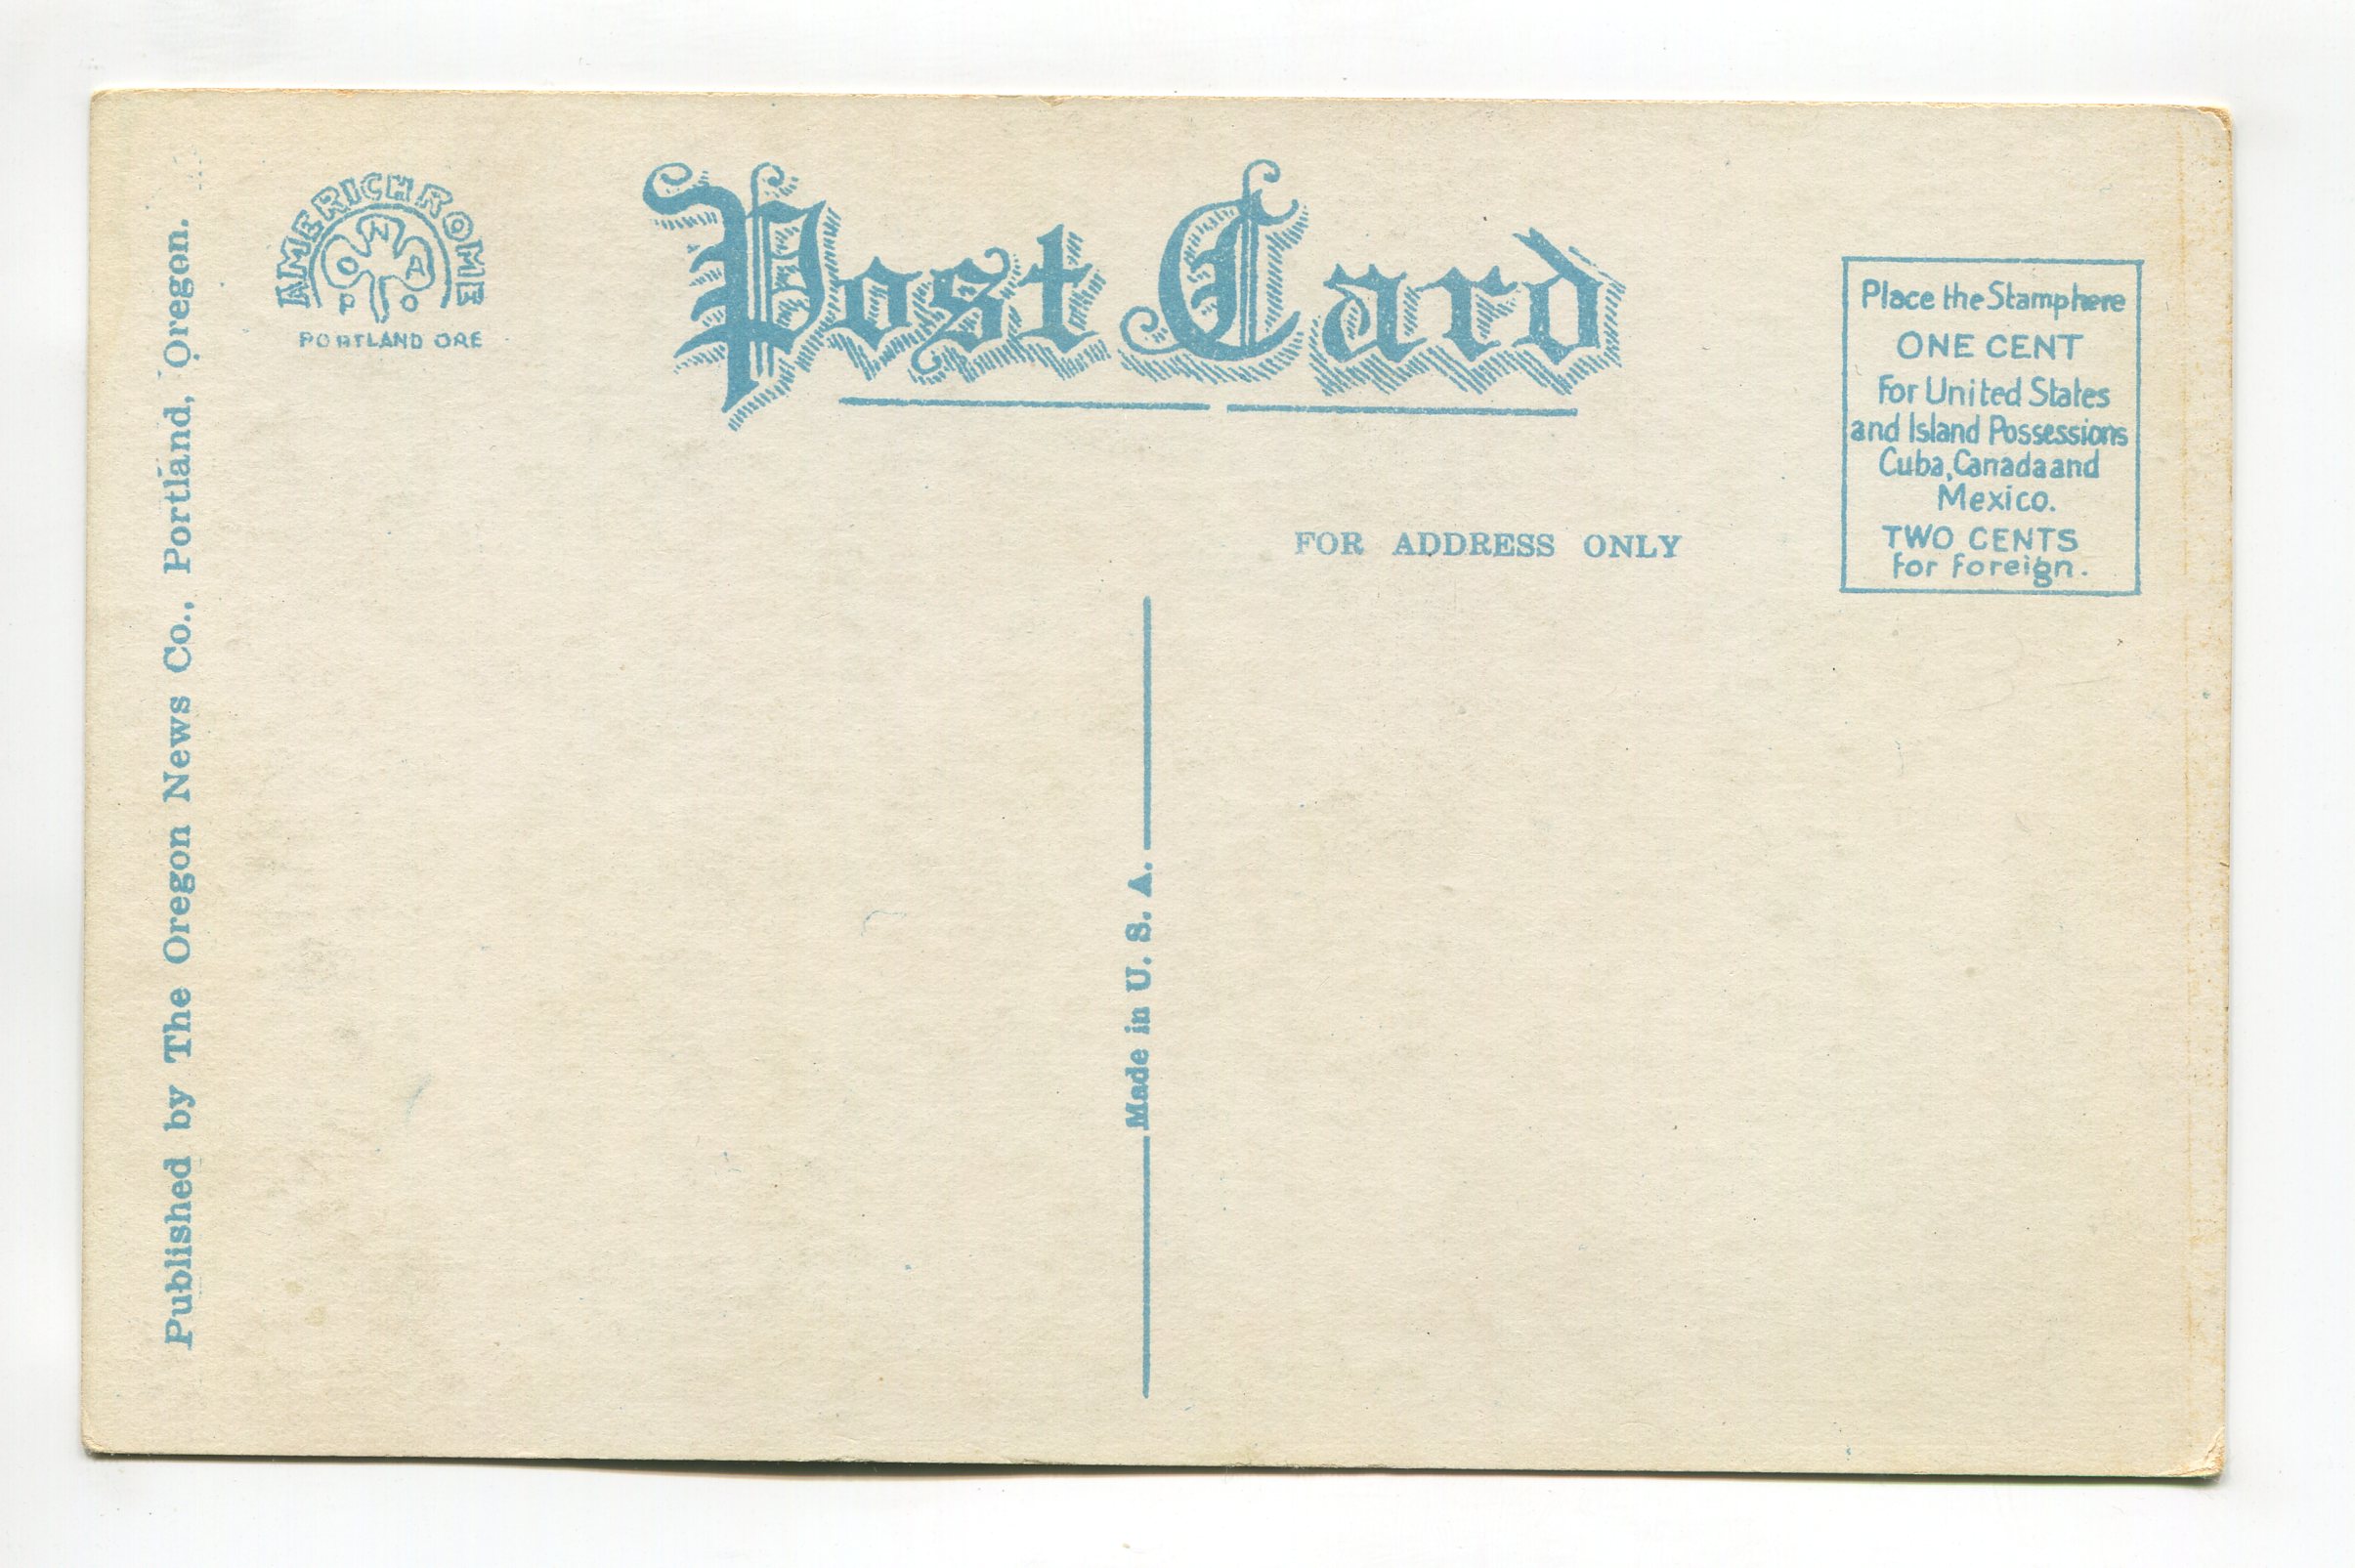 AMERICHROME
O N A
P O
PORTLAND ORE
Post Card
Place the Stamp here
ONE CENT
for United States
and Island Possessions
Cuba, Canada and
Mexico.
TWO CENTS
for foreign.
FOR ADDRESS ONLY
Made in U. S. A.
Published by The Oregon News Co., Portland, Oregon.